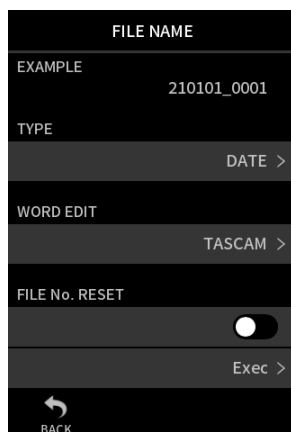 FILE NAME
EXAMPLE
210101_0001
TYPE
DATE >
WORD EDIT
TASCAM >
FILE No. RESET
Exec >
BACK